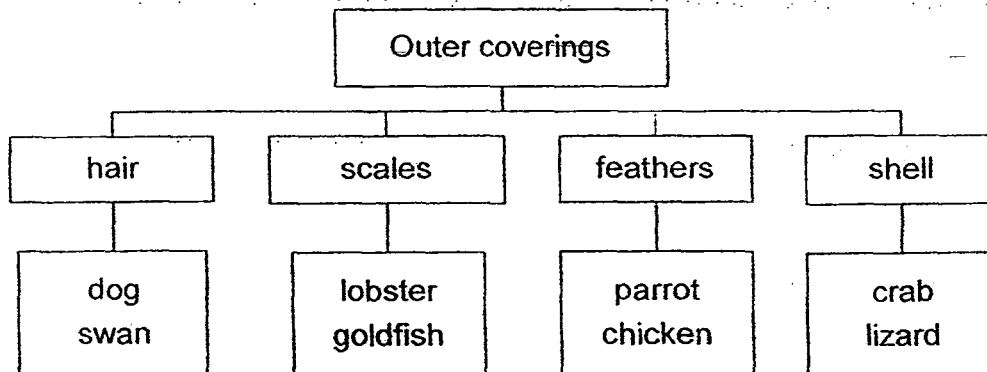 Outer coverings
hair
scales
feathers
shell
dog
swan
lobster
goldfish
parrot
chicken
crab
lizard